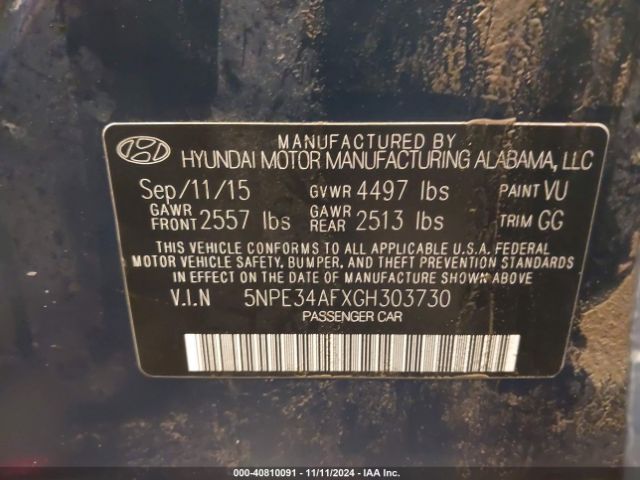 MANUFACTURED BY
HYUNDAI MOTOR MANUFACTURING ALABAMA, LLC
Sep/11/15 GVWR 4497 lbs PAINT VU
GAWR FRONT 2557 lbs GAWR REAR 2513 lbs TRIM GG
THIS VEHICLE CONFORMS TO ALL APPLICABLE U.S.A. FEDERAL
MOTOR VEHICLE SAFETY, BUMPER, AND THEFT PREVENTION STANDARDS
IN EFFECT ON THE DATE OF MANUFACTURE SHOWN ABOVE.
V.I.N 5NPE34AFXGH303730
PASSENGER CAR
000-40810091 - 11/11/2024 - IAA Inc.